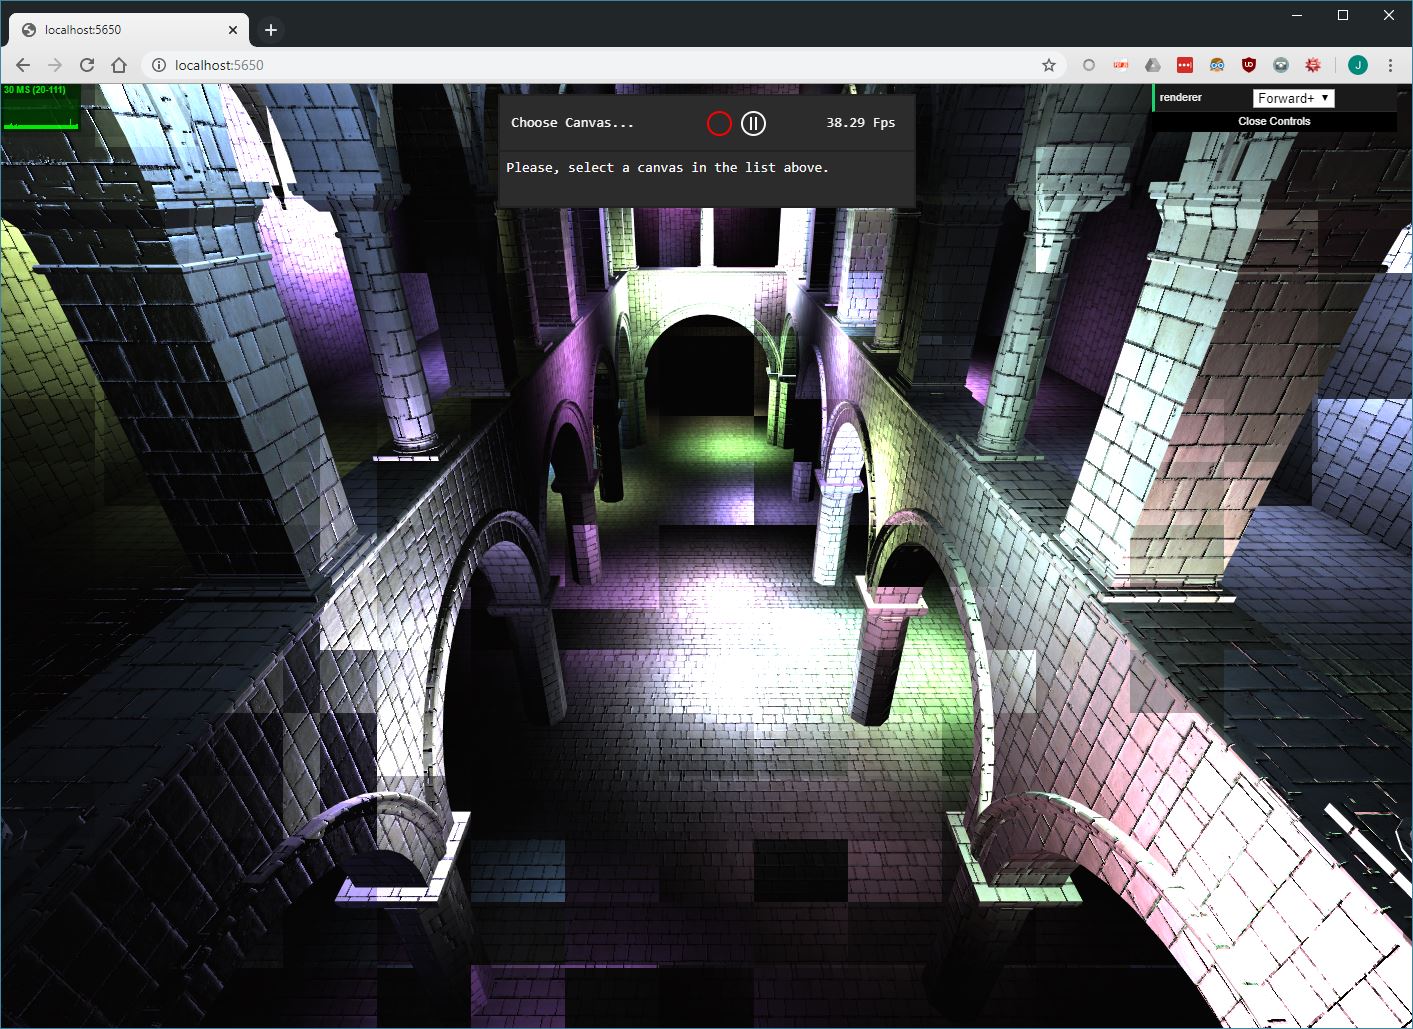 localhost:5650
localhost:5650
J
30 MS (20-111)
Choose Canvas...
38.29 Fps
Please, select a canvas in the list above.
renderer
Forward+
Close Controls